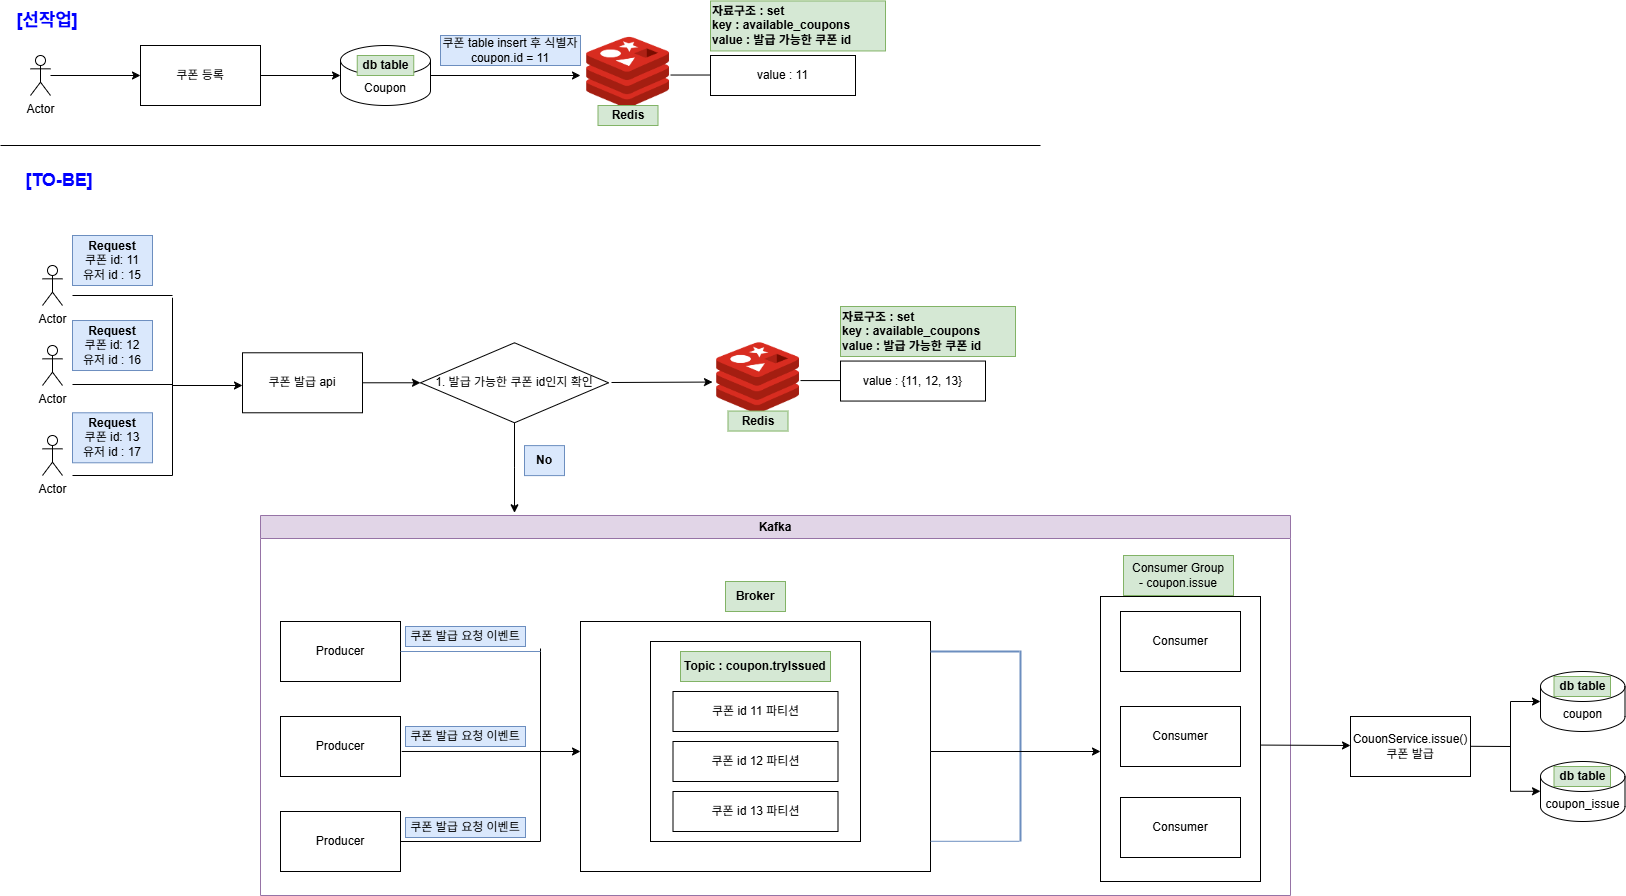 [선작업]
Actor
쿠폰 등록
db table
Coupon
쿠폰 table insert 후 식별자
coupon.id = 11
Redis
자료구조 : set
key : available_coupons
value : 발급 가능한 쿠폰 id
value : 11
[TO-BE]
Request
쿠폰 id: 11
유저 id : 15
Actor
Request
쿠폰 id: 12
유저 id : 16
Actor
Request
쿠폰 id: 13
유저 id : 17
Actor
쿠폰 발급 api
1. 발급 가능한 쿠폰 id인지 확인
Redis
자료구조 : set
key : available_coupons
value : 발급 가능한 쿠폰 id
value : {11, 12, 13}
No
Kafka
Producer
쿠폰 발급 요청 이벤트
Producer
쿠폰 발급 요청 이벤트
Producer
쿠폰 발급 요청 이벤트
Broker
Topic : coupon.tryIssued
쿠폰 id 11 파티션
쿠폰 id 12 파티션
쿠폰 id 13 파티션
Consumer Group
- coupon.issue
Consumer
Consumer
Consumer
CouonService.issue()
쿠폰 발급
db table
coupon
db table
coupon_issue